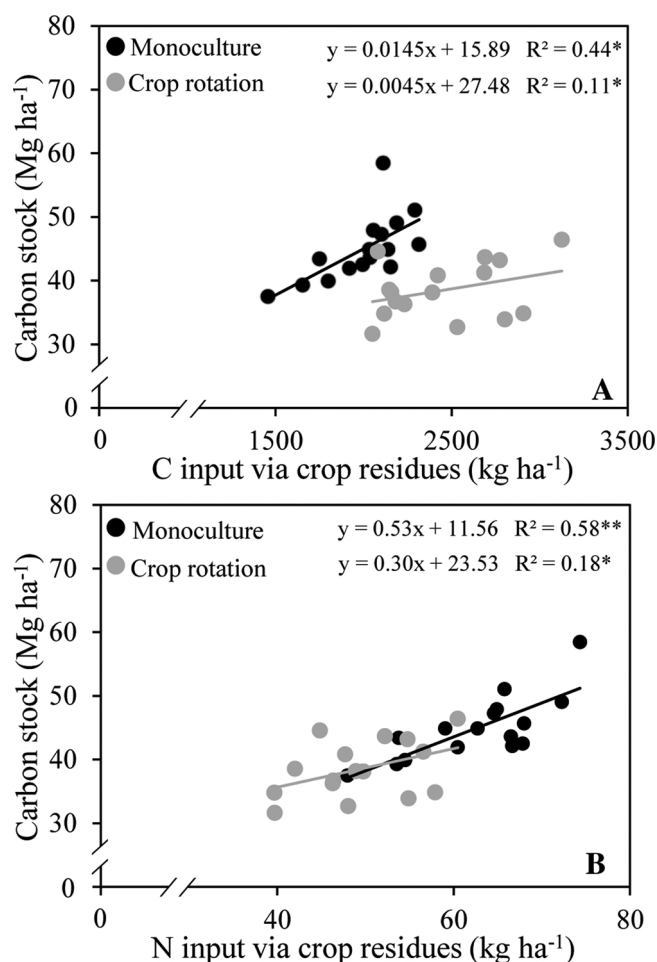 80
Monoculture y = 0.0145x + 15.89 R² = 0.44*
Crop rotation y = 0.0045x + 27.48 R² = 0.11*
70
60
50
40
30
0
Carbon stock (Mg ha⁻¹)
A
0 1500 2500 3500
C input via crop residues (kg ha⁻¹)
80
Monoculture y = 0.53x + 11.56 R² = 0.58**
Crop rotation y = 0.30x + 23.53 R² = 0.18*
70
60
50
40
30
0
Carbon stock (Mg ha⁻¹)
B
0 40 60 80
N input via crop residues (kg ha⁻¹)